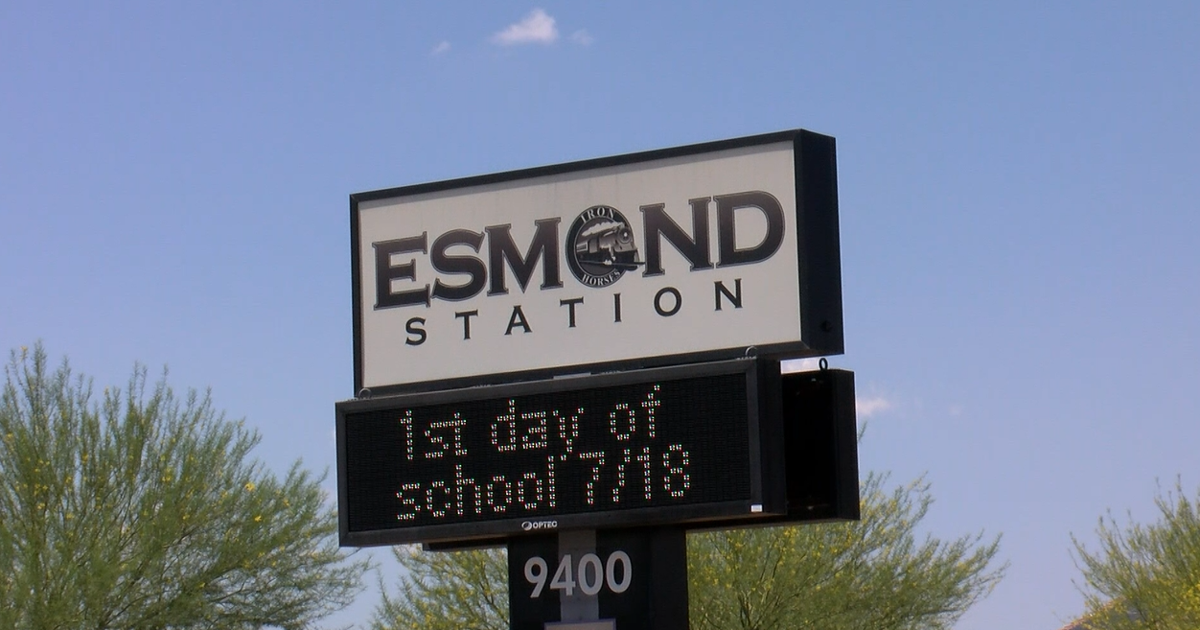 ESMOND
IRON
HORSES
STATION
1st day of
school 7/18
OPTEC
9400